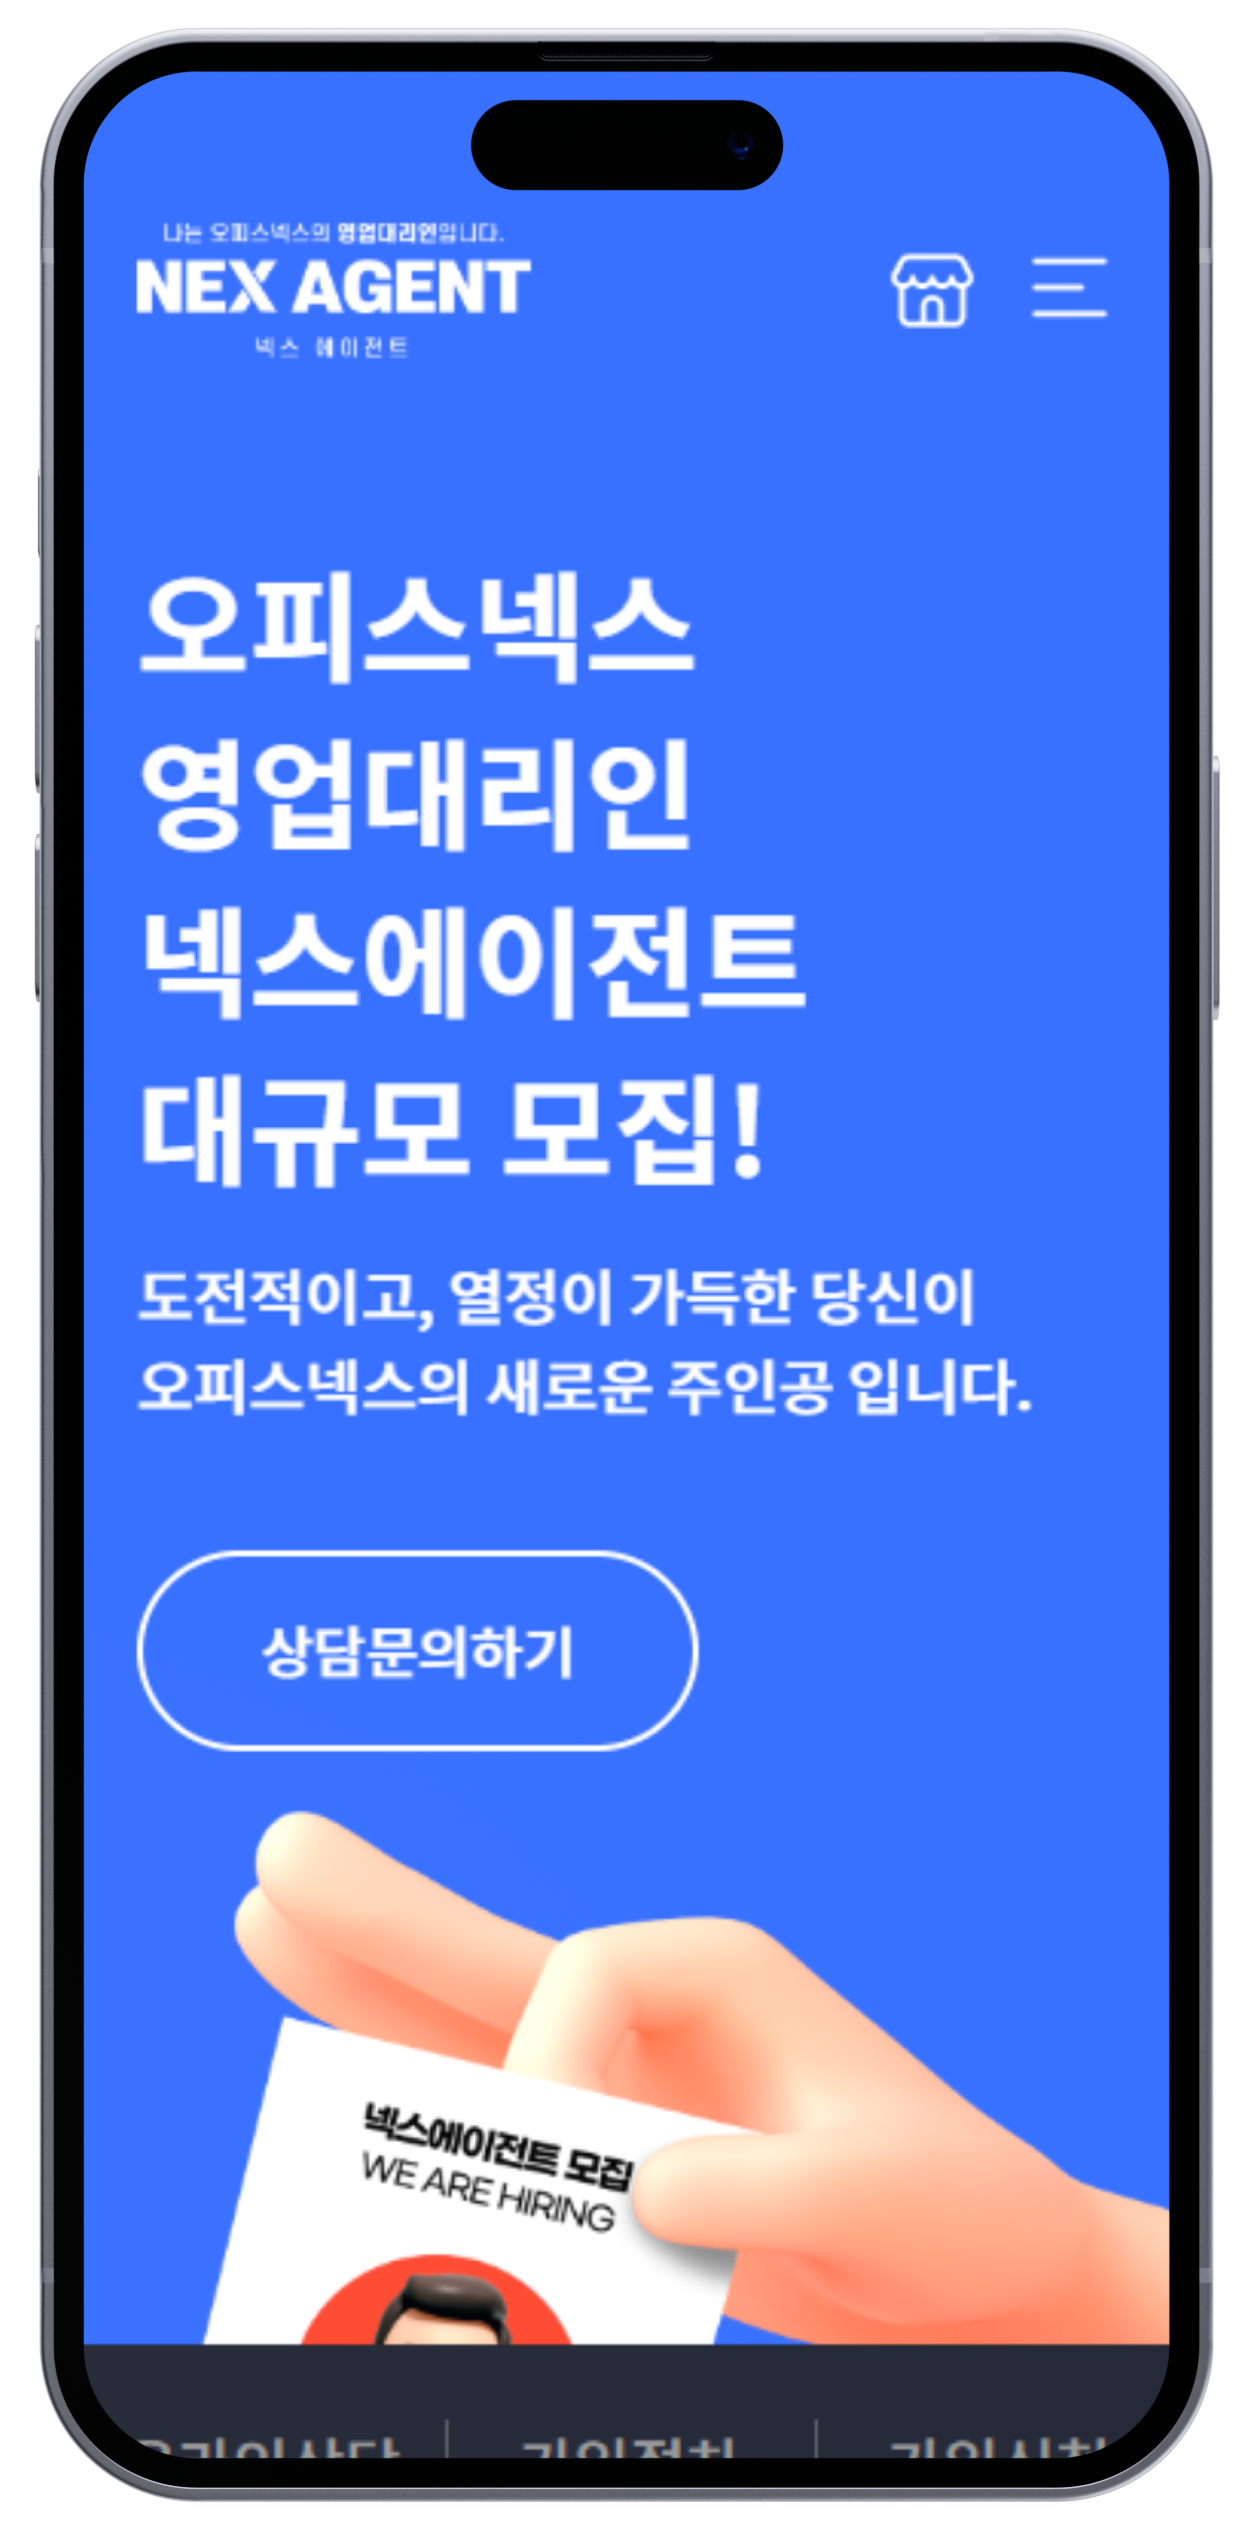 나는 오피스넥스의 영업대리인입니다.
NEX AGENT
넥스 에이전트
오피스넥스
영업대리인
넥스에이전트
대규모 모집!
도전적이고, 열정이 가득한 당신이
오피스넥스의 새로운 주인공 입니다.
상담문의하기
넥스에이전트 모집
WE ARE HIRING